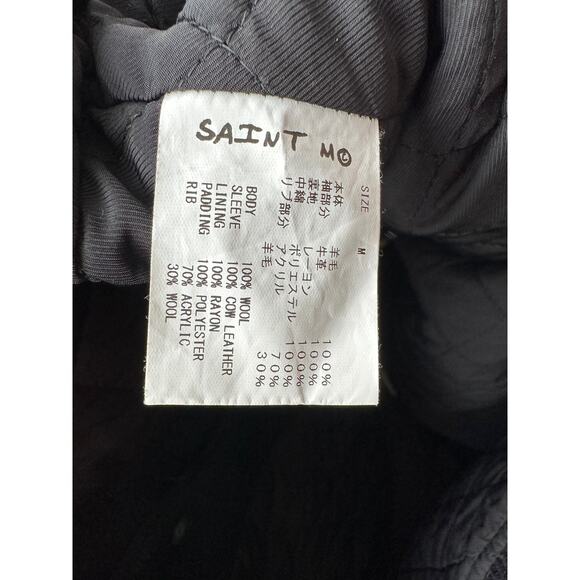 SAINT Mö
SIZE M
本体 羊毛 100%
袖部分 牛革 100%
裏地 レーヨン 100%
中綿 ポリエステル 100%
リブ部分 アクリル 70%
羊毛 30%
BODY 100% WOOL
SLEEVE 100% COW LEATHER
LINING 100% RAYON
PADDING 100% POLYESTER
RIB 70% ACRYLIC
30% WOOL